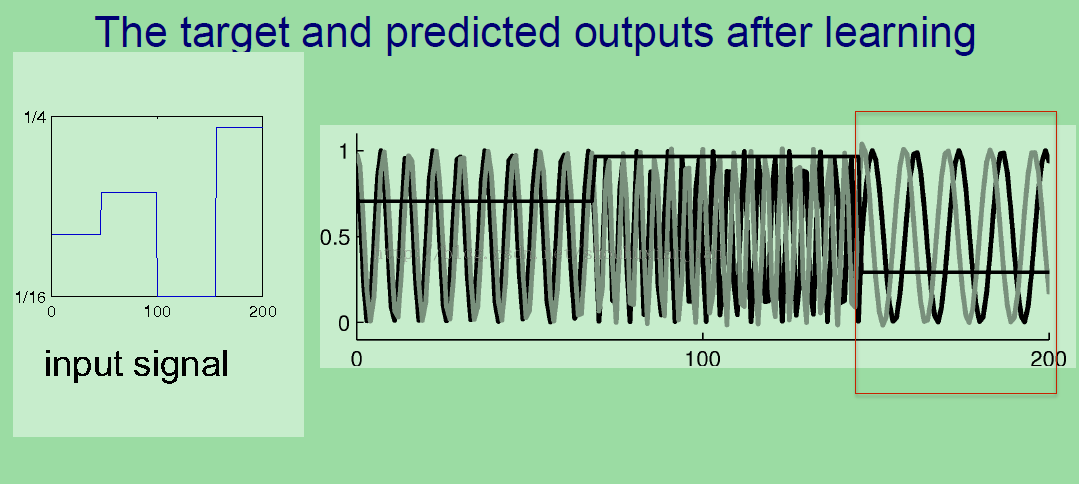 The target and predicted outputs after learning
1/4
1/16
0 100 200
input signal
1
0.5
0
0 100 200